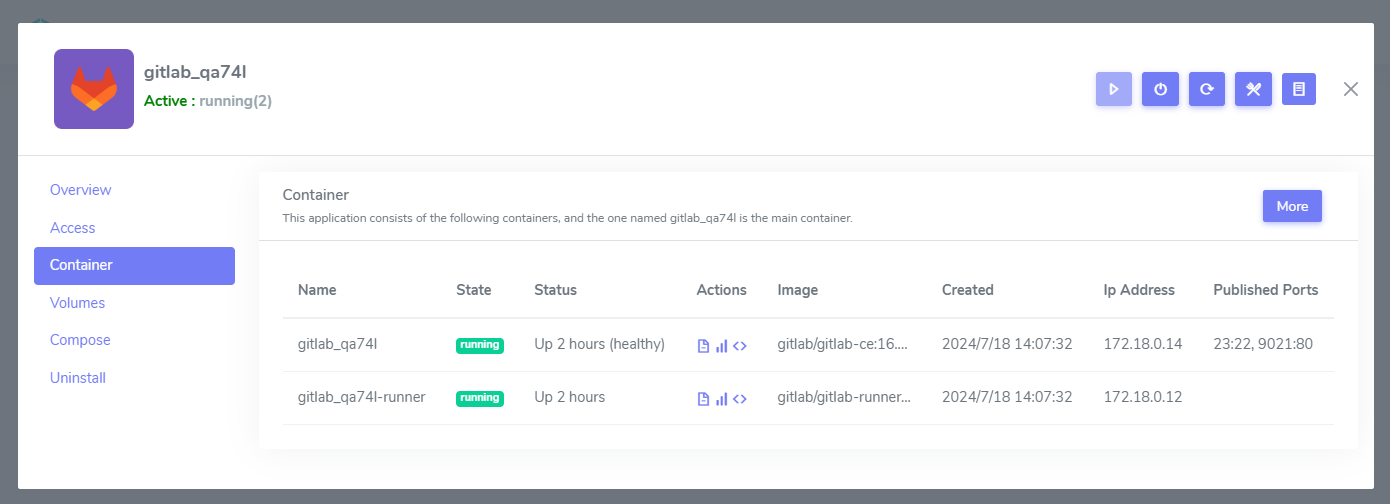 gitlab_qa74l
Active : running(2)
Overview
Access
Container
Volumes
Compose
Uninstall
Container
This application consists of the following containers, and the one named gitlab_qa74l is the main container.
More
Name State Status Actions Image Created Ip Address Published Ports
gitlab_qa74l running Up 2 hours (healthy) gitlab/gitlab-ce:16.... 2024/7/18 14:07:32 172.18.0.14 23:22, 9021:80
gitlab_qa74l-runner running Up 2 hours gitlab/gitlab-runner... 2024/7/18 14:07:32 172.18.0.12